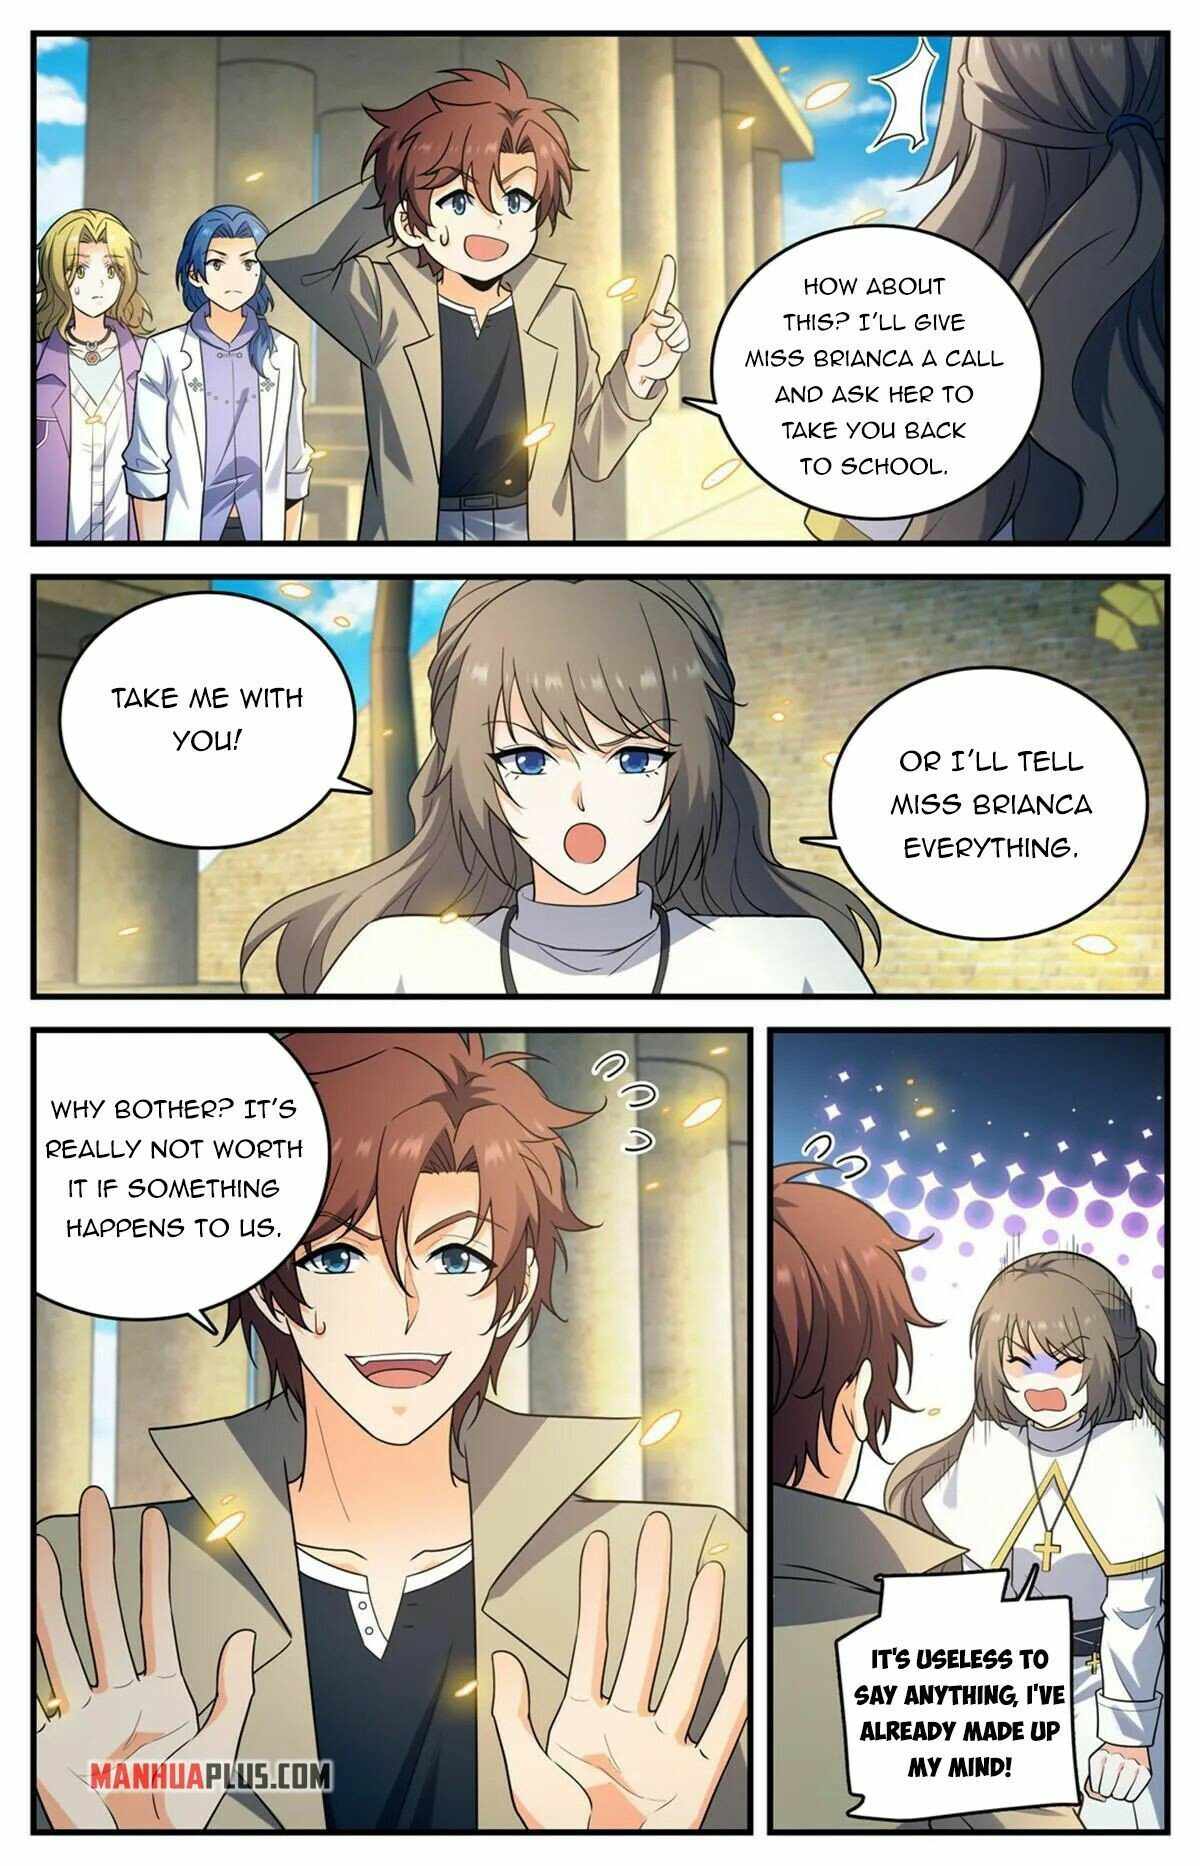 HOW ABOUT
THIS? I'LL GIVE
MISS BRIANCA A CALL
AND ASK HER TO
TAKE YOU BACK
TO SCHOOL.
TAKE ME WITH
YOU!
OR I'LL TELL
MISS BRIANCA
EVERYTHING.
WHY BOTHER? IT'S
REALLY NOT WORTH
IT IF SOMETHING
HAPPENS TO US.
IT'S USELESS TO
SAY ANYTHING, I'VE
ALREADY MADE UP
MY MIND!
MANHUAPLUS.COM